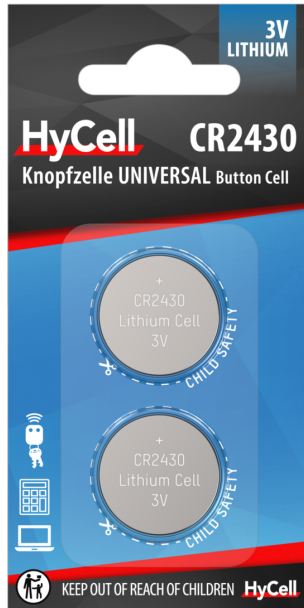 3V
LITHIUM
HyCell CR2430
Knopfzelle UNIVERSAL Button Cell
+
CR2430
Lithium Cell
3V
CHILD SAFETY
+
CR2430
Lithium Cell
3V
CHILD SAFETY
KEEP OUT OF REACH OF CHILDREN HyCell